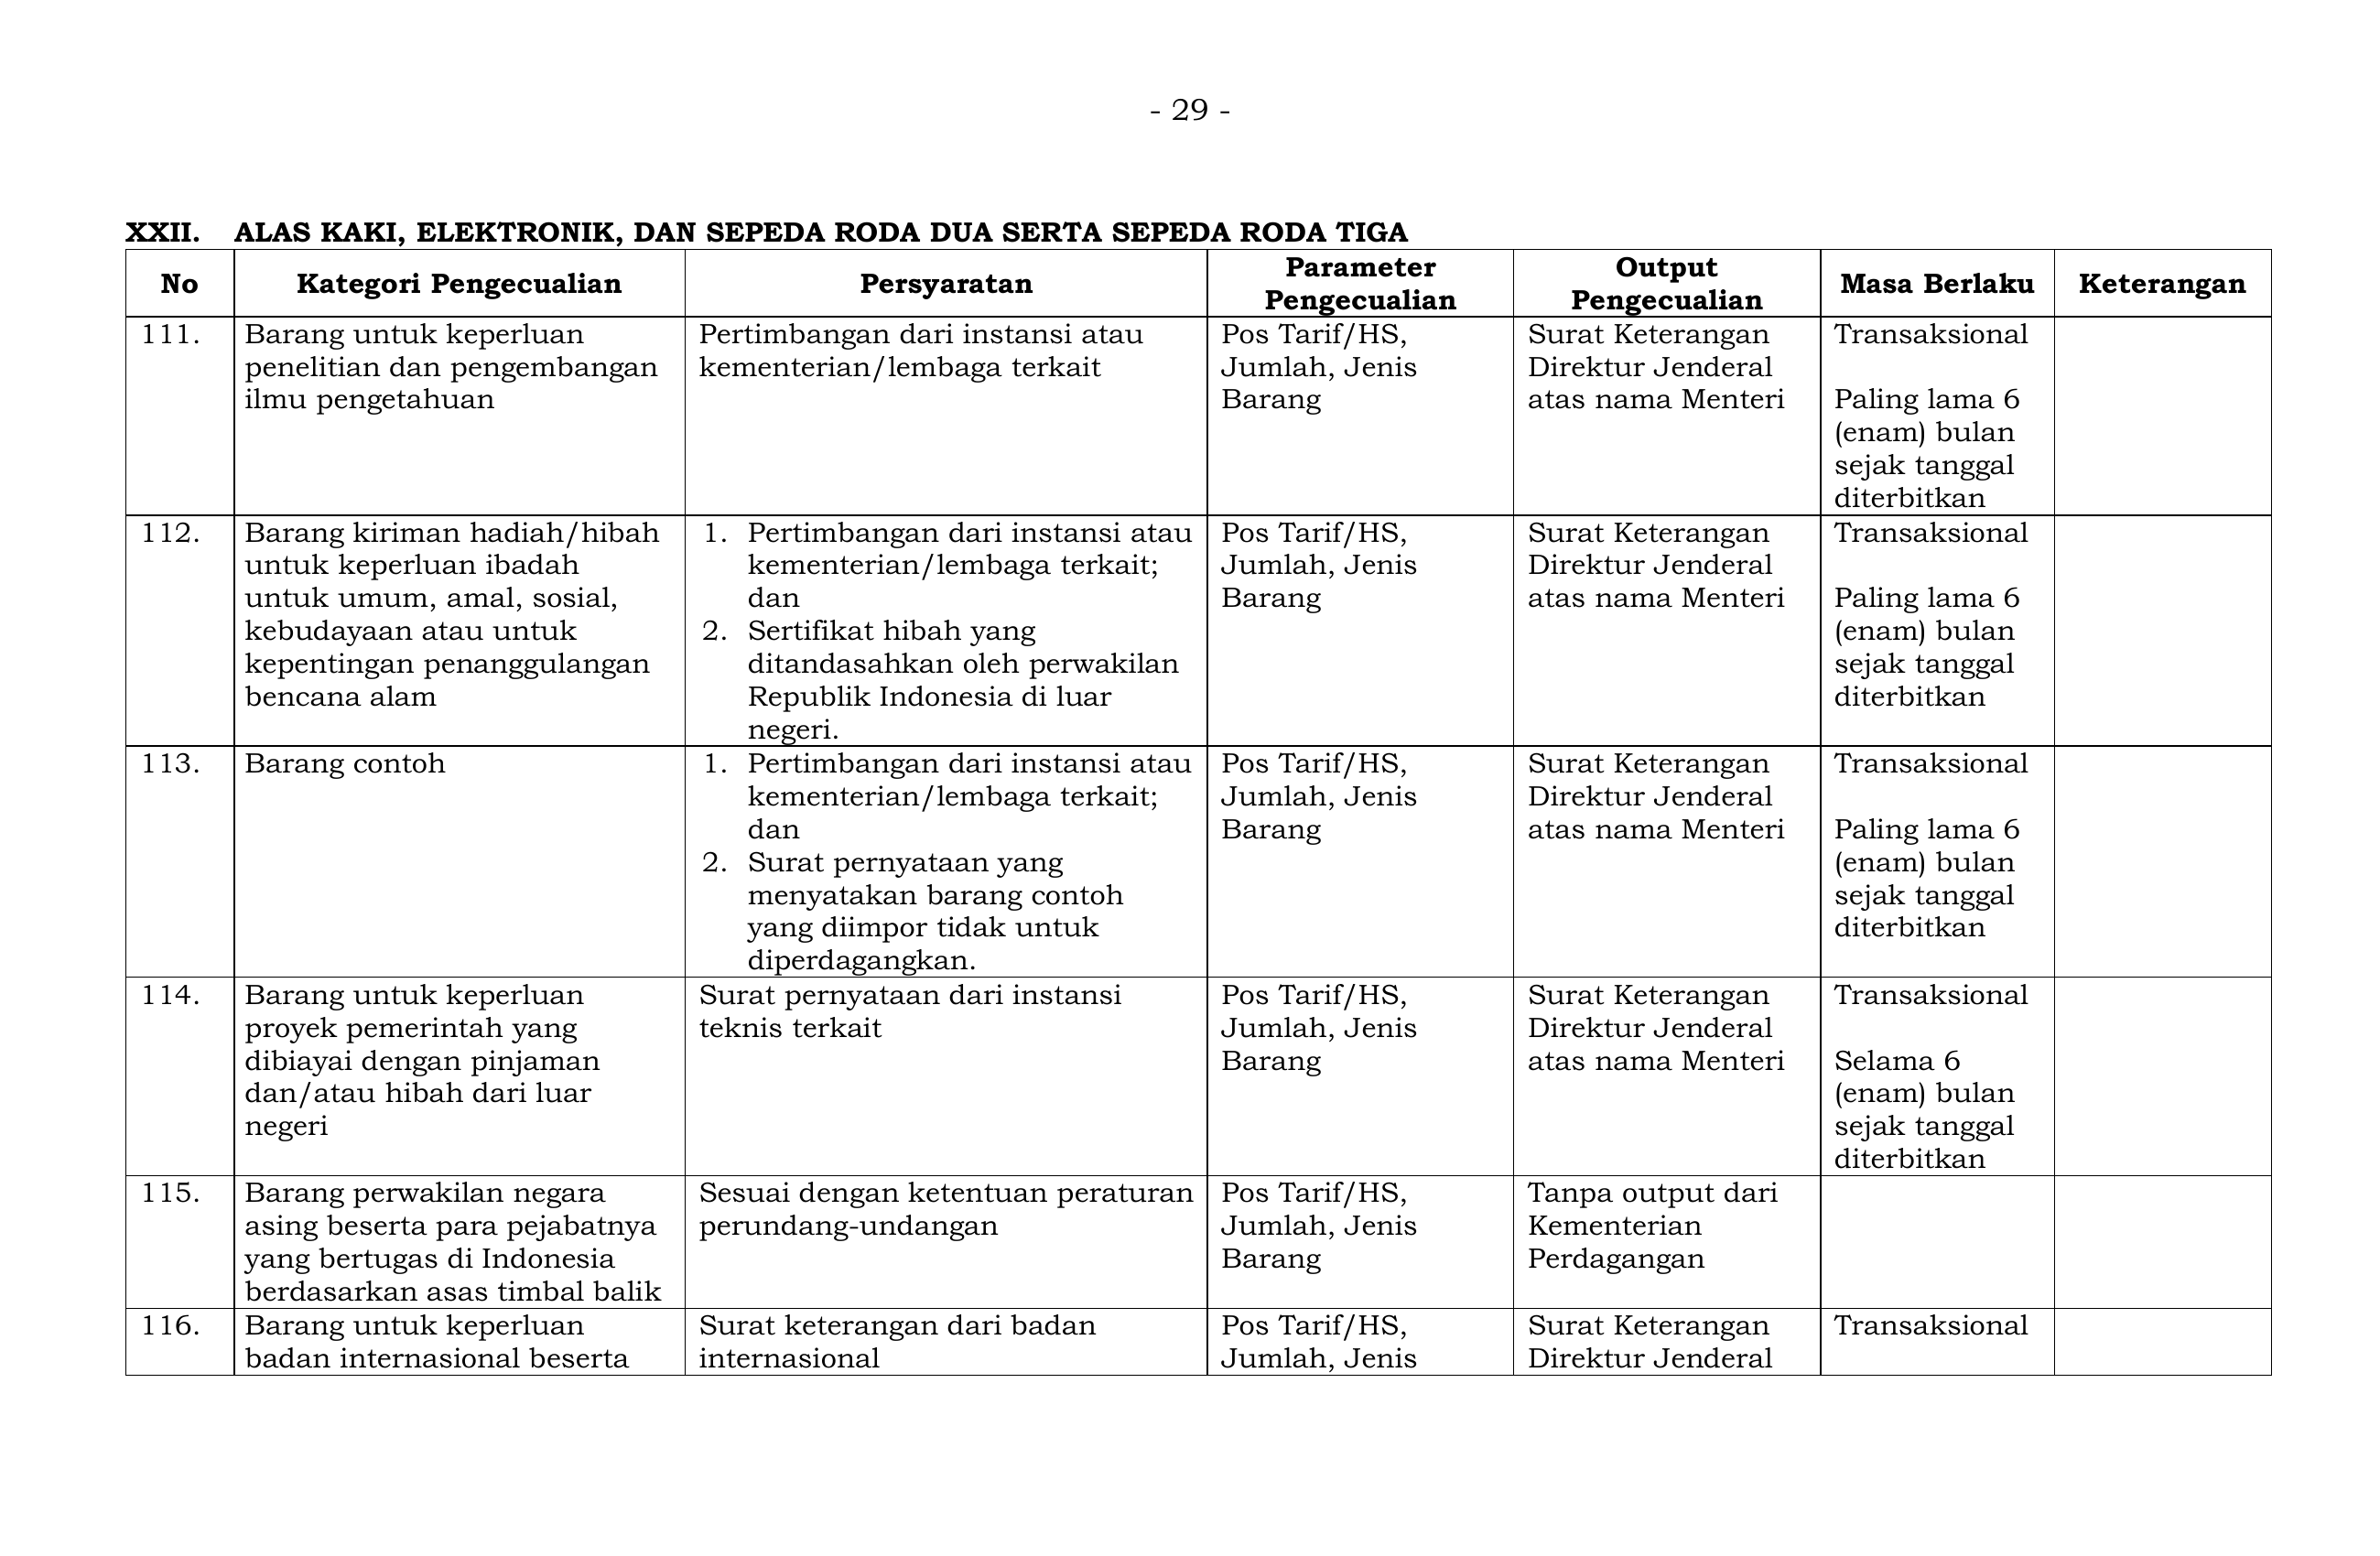 - 29 -
XXII. ALAS KAKI, ELEKTRONIK, DAN SEPEDA RODA DUA SERTA SEPEDA RODA TIGA
No
Kategori Pengecualian
Persyaratan
Parameter
Pengecualian
Output
Pengecualian
Masa Berlaku
Keterangan
111.
Barang untuk keperluan
penelitian dan pengembangan
ilmu pengetahuan
Pertimbangan dari instansi atau
kementerian/lembaga terkait
Pos Tarif/HS,
Jumlah, Jenis
Barang
Surat Keterangan
Direktur Jenderal
atas nama Menteri
Transaksional
Paling lama 6
(enam) bulan
sejak tanggal
diterbitkan
112.
Barang kiriman hadiah/hibah
untuk keperluan ibadah
untuk umum, amal, sosial,
kebudayaan atau untuk
kepentingan penanggulangan
bencana alam
1. Pertimbangan dari instansi atau
kementerian/lembaga terkait;
dan
2. Sertifikat hibah yang
ditandasahkan oleh perwakilan
Republik Indonesia di luar
negeri.
Pos Tarif/HS,
Jumlah, Jenis
Barang
Surat Keterangan
Direktur Jenderal
atas nama Menteri
Transaksional
Paling lama 6
(enam) bulan
sejak tanggal
diterbitkan
113.
Barang contoh
1. Pertimbangan dari instansi atau
kementerian/lembaga terkait;
dan
2. Surat pernyataan yang
menyatakan barang contoh
yang diimpor tidak untuk
diperdagangkan.
Pos Tarif/HS,
Jumlah, Jenis
Barang
Surat Keterangan
Direktur Jenderal
atas nama Menteri
Transaksional
Paling lama 6
(enam) bulan
sejak tanggal
diterbitkan
114.
Barang untuk keperluan
proyek pemerintah yang
dibiayai dengan pinjaman
dan/atau hibah dari luar
negeri
Surat pernyataan dari instansi
teknis terkait
Pos Tarif/HS,
Jumlah, Jenis
Barang
Surat Keterangan
Direktur Jenderal
atas nama Menteri
Transaksional
Selama 6
(enam) bulan
sejak tanggal
diterbitkan
115.
Barang perwakilan negara
asing beserta para pejabatnya
yang bertugas di Indonesia
berdasarkan asas timbal balik
Sesuai dengan ketentuan peraturan
perundang-undangan
Pos Tarif/HS,
Jumlah, Jenis
Barang
Tanpa output dari
Kementerian
Perdagangan
116.
Barang untuk keperluan
badan internasional beserta
Surat keterangan dari badan
internasional
Pos Tarif/HS,
Jumlah, Jenis
Surat Keterangan
Direktur Jenderal
Transaksional